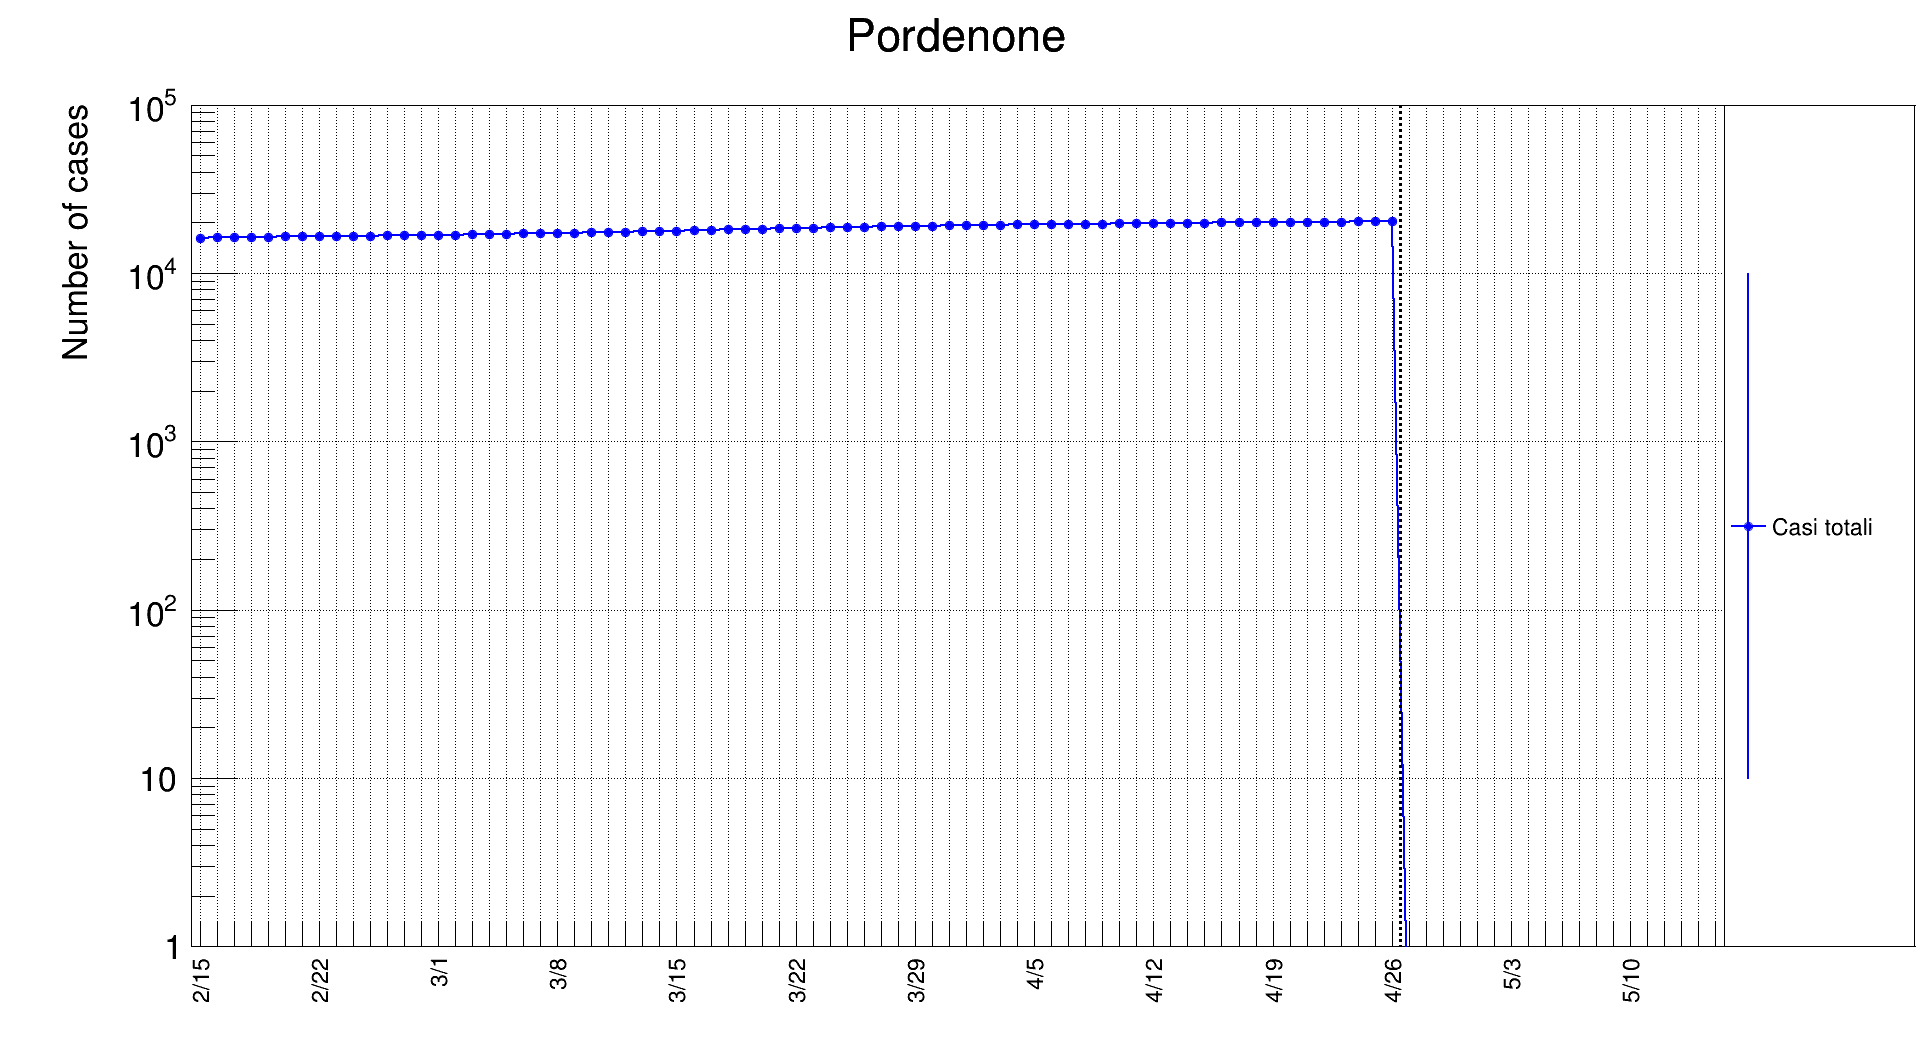 Pordenone
Number of cases
10^5
10^4
10^3
10^2
10
1
2/15 2/22 3/1 3/8 3/15 3/22 3/29 4/5 4/12 4/19 4/26 5/3 5/10
Casi totali